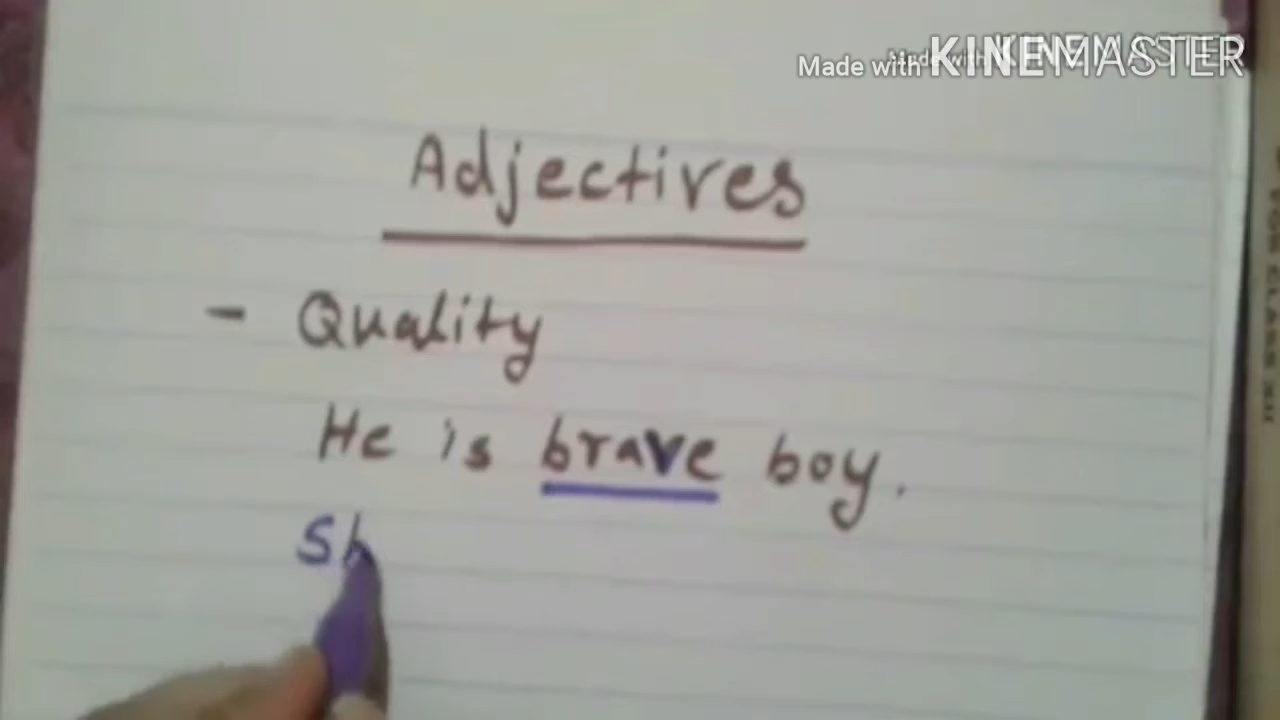 Made with KINEMASTER
Adjectives
- Quality
He is brave boy.
Sh